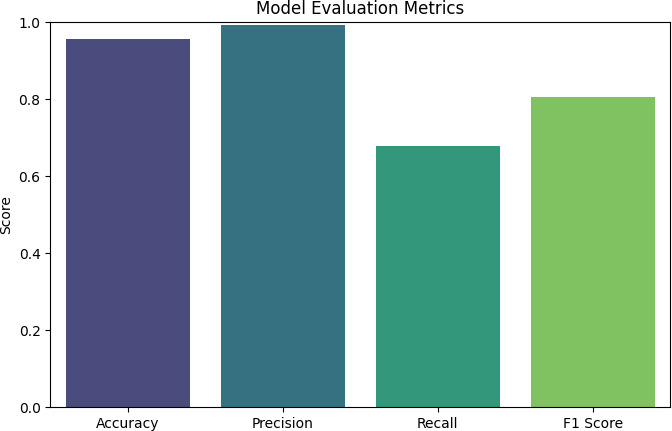 Model Evaluation Metrics
1.0
0.8
0.6
0.4
0.2
0.0
Score
Accuracy
Precision
Recall
F1 Score